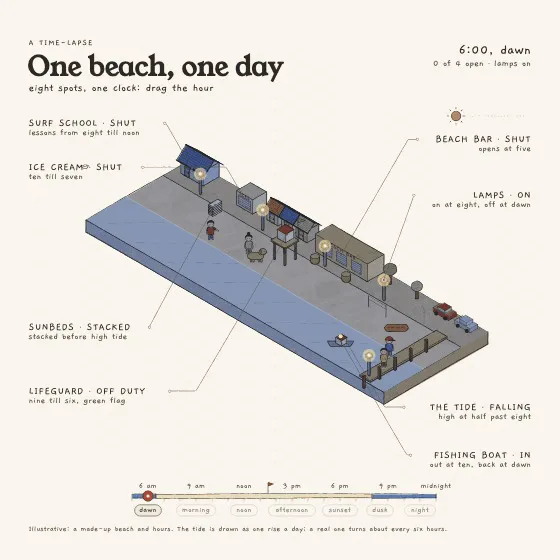 A TIME-LAPSE
One beach, one day
eight spots, one clock: drag the hour
6:00, dawn
0 of 4 open · lamps on
SURF SCHOOL · SHUT
lessons from eight till noon
ICE CREAM · SHUT
ten till seven
BEACH BAR · SHUT
opens at five
LAMPS · ON
on at eight, off at dawn
SUNBEDS · STACKED
stacked before high tide
LIFEGUARD · OFF DUTY
nine till six, green flag
THE TIDE · FALLING
high at half past eight
FISHING BOAT · IN
out at ten, back at dawn
6 am 9 am noon 3 pm 6 pm 9 pm midnight
dawn morning noon afternoon sunset dusk night
Illustrative: a made-up beach and hours. The tide is drawn as one rise a day; a real one turns about every six hours.